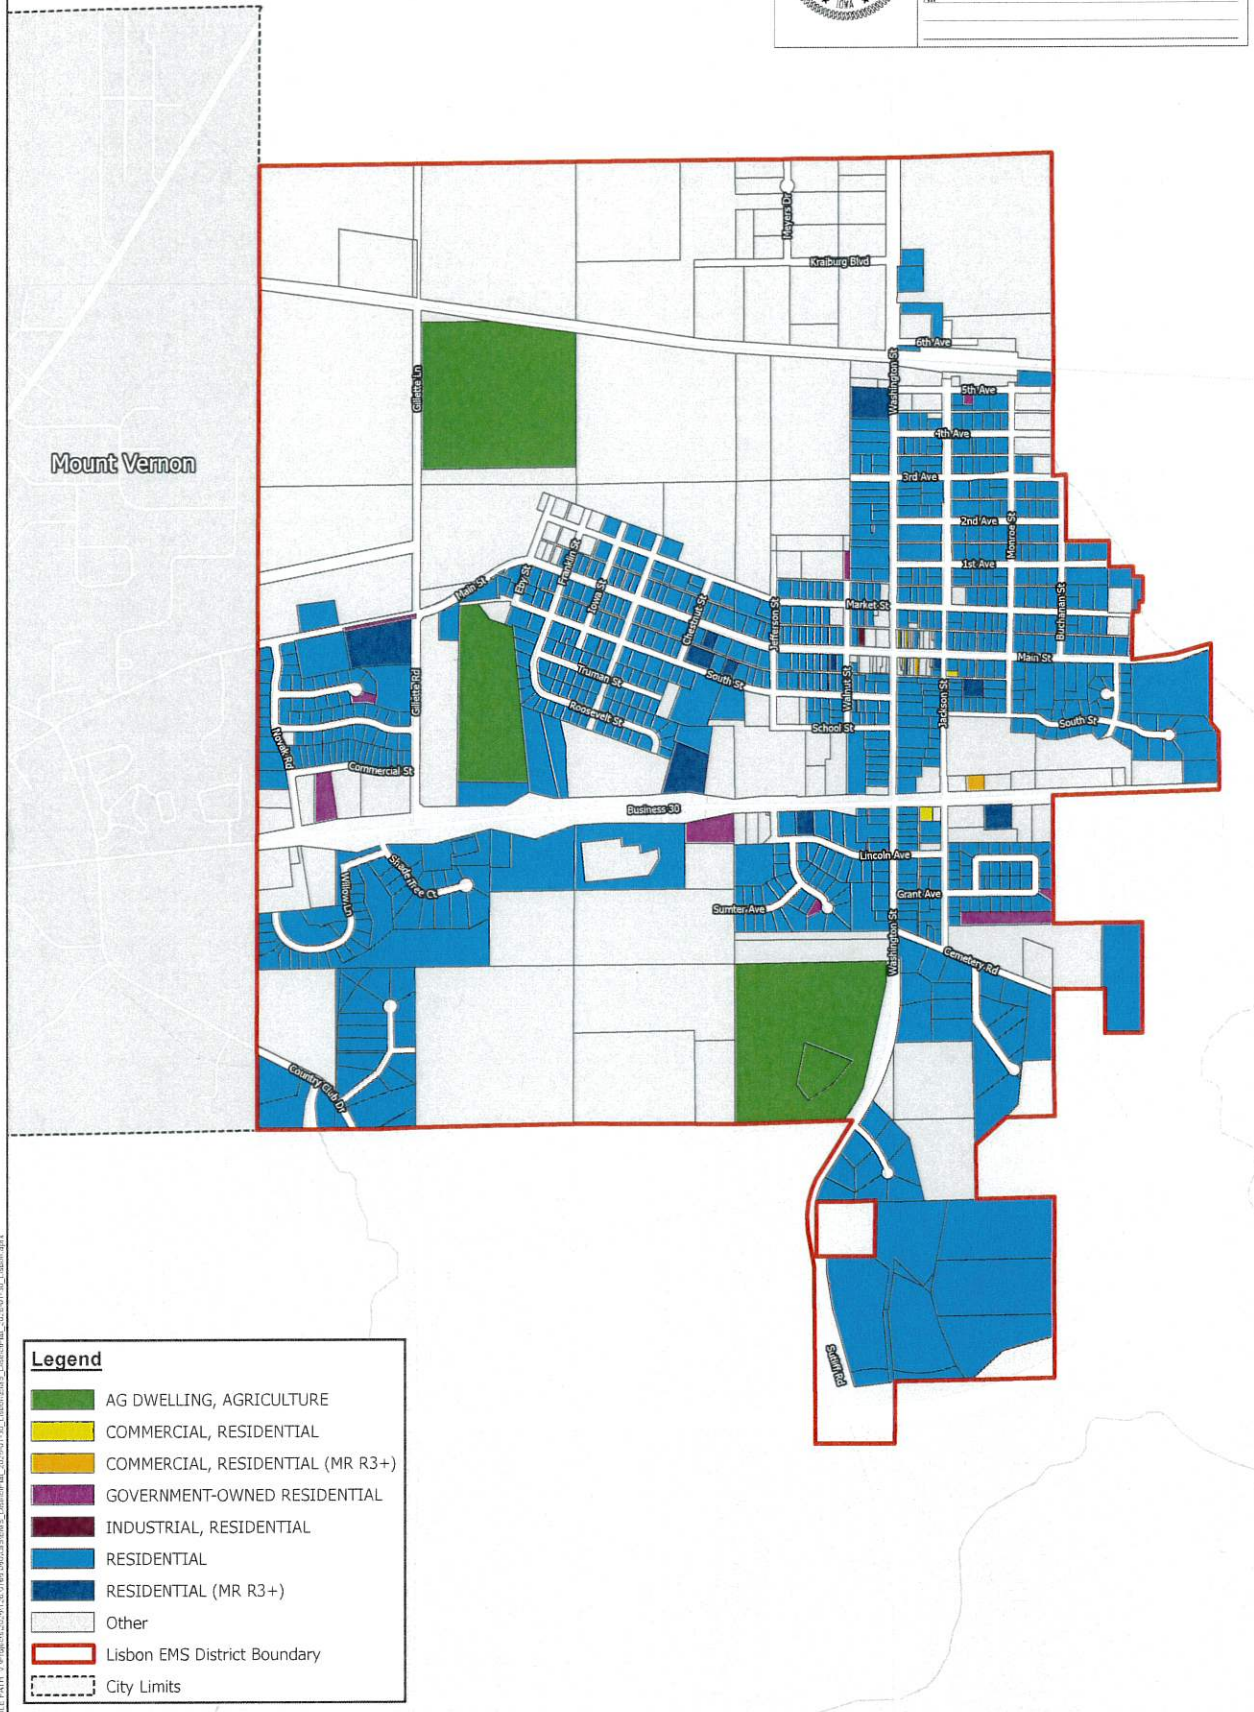 IOWA
Meyers Dr
Kraiburg Blvd
6th Ave
Washington St
Gillette Ln
5th Ave
4th Ave
Mount Vernon
3rd Ave
2nd Ave
Monroe St
1st Ave
Franklin St
Eby St
Iowa St
Main St
Chestnut St
Jefferson St
Market St
Buchanan St
Main St
Truman St
South St
Walnut St
Jackson St
Gillette Rd
Roosevelt St
School St
South St
Novak Rd
Commercial St
Business 30
Lincoln Ave
Shade Tree Ct
Willow Ln
Grant Ave
Sumter Ave
Washington St
Cemetery Rd
Country Club Dr
Sutliff Rd
Legend
AG DWELLING, AGRICULTURE
COMMERCIAL, RESIDENTIAL
COMMERCIAL, RESIDENTIAL (MR R3+)
GOVERNMENT-OWNED RESIDENTIAL
INDUSTRIAL, RESIDENTIAL
RESIDENTIAL
RESIDENTIAL (MR R3+)
Other
Lisbon EMS District Boundary
City Limits